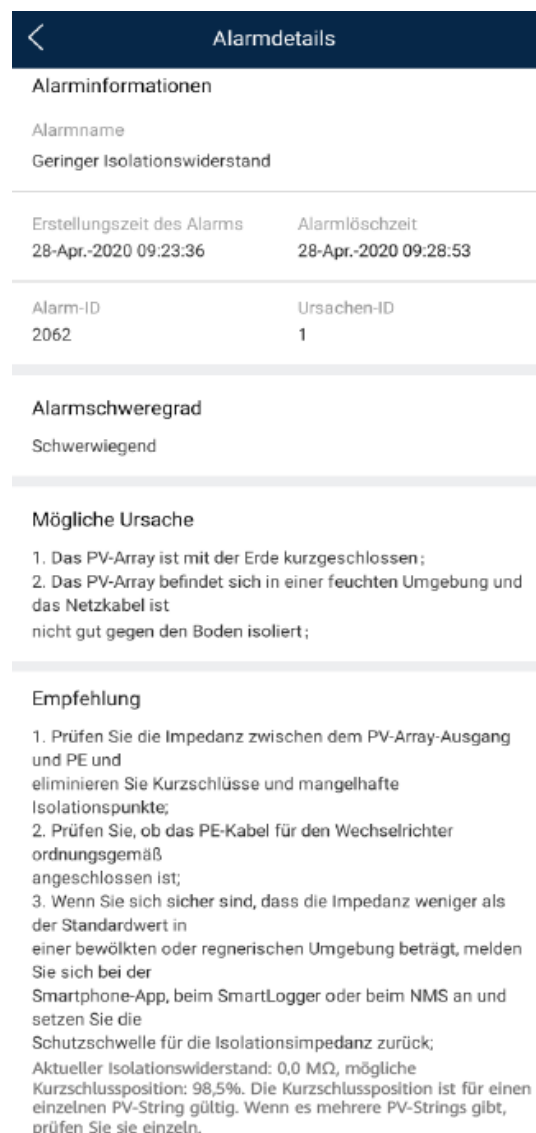 Alarmdetails
Alarminformationen
Alarmname
Geringer Isolationswiderstand
Erstellungszeit des Alarms
28-Apr.-2020 09:23:36
Alarmlöschzeit
28-Apr.-2020 09:28:53
Alarm-ID
2062
Ursachen-ID
1
Alarmschweregrad
Schwerwiegend
Mögliche Ursache
1. Das PV-Array ist mit der Erde kurzgeschlossen;
2. Das PV-Array befindet sich in einer feuchten Umgebung und
das Netzkabel ist
nicht gut gegen den Boden isoliert;
Empfehlung
1. Prüfen Sie die Impedanz zwischen dem PV-Array-Ausgang
und PE und
eliminieren Sie Kurzschlüsse und mangelhafte
Isolationspunkte;
2. Prüfen Sie, ob das PE-Kabel für den Wechselrichter
ordnungsgemäß
angeschlossen ist;
3. Wenn Sie sich sicher sind, dass die Impedanz weniger als
der Standardwert in
einer bewölkten oder regnerischen Umgebung beträgt, melden
Sie sich bei der
Smartphone-App, beim SmartLogger oder beim NMS an und
setzen Sie die
Schutzschwelle für die Isolationsimpedanz zurück;
Aktueller Isolationswiderstand: 0,0 MΩ, mögliche
Kurzschlussposition: 98,5%. Die Kurzschlussposition ist für einen
einzelnen PV-String gültig. Wenn es mehrere PV-Strings gibt,
prüfen Sie sie einzeln.